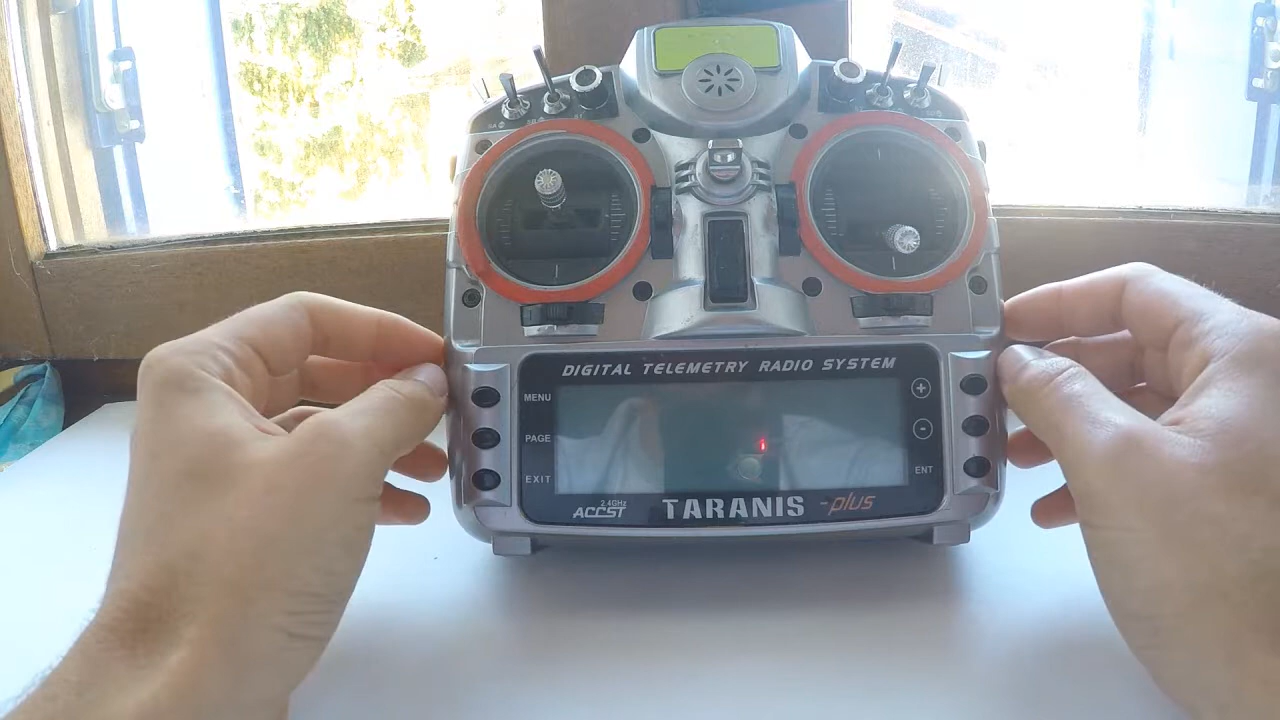 DIGITAL TELEMETRY RADIO SYSTEM
MENU
PAGE
EXIT
+
-
ENT
2.4GHz
ACCST
TARANIS -plus